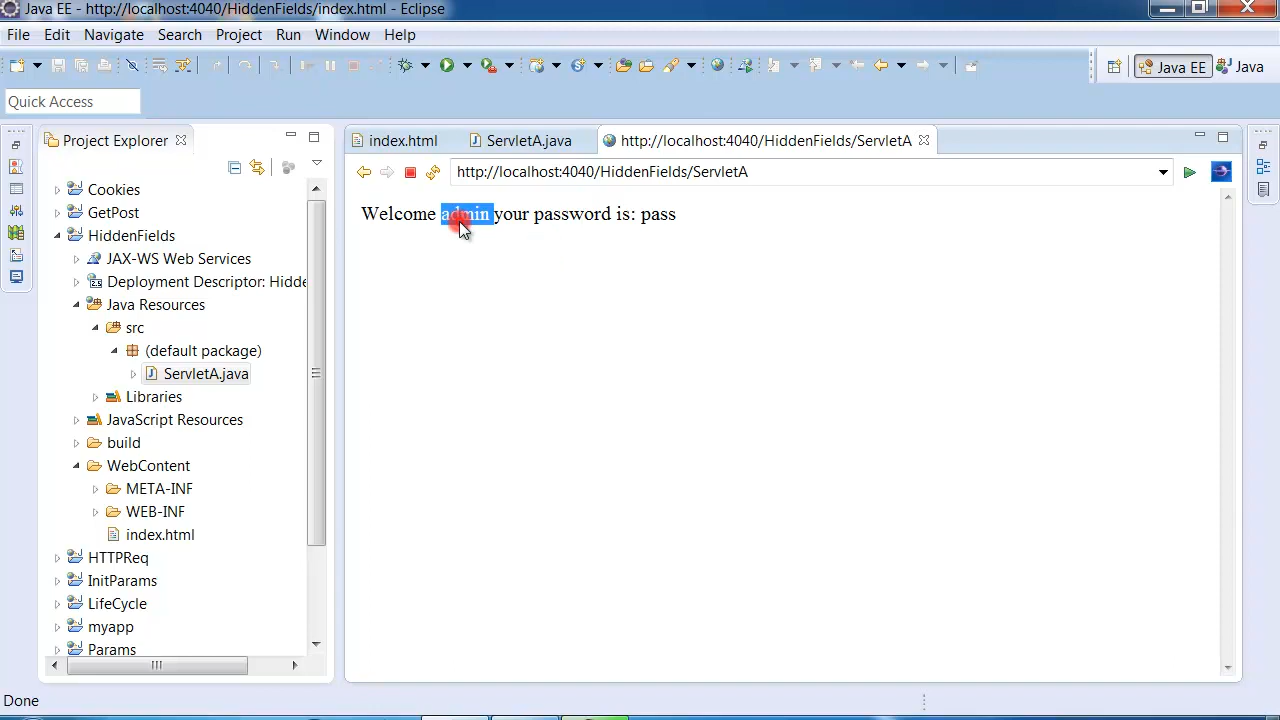 Java EE - http://localhost:4040/HiddenFields/index.html - Eclipse
File Edit Navigate Search Project Run Window Help
Java EE Java
Quick Access
Project Explorer index.html ServletA.java http://localhost:4040/HiddenFields/ServletA
http://localhost:4040/HiddenFields/ServletA
Cookies
Welcome admin your password is: pass
GetPost
HiddenFields
JAX-WS Web Services
Deployment Descriptor: Hidde
Java Resources
src
(default package)
ServletA.java
Libraries
JavaScript Resources
build
WebContent
META-INF
WEB-INF
index.html
HTTPReq
InitParams
LifeCycle
myapp
Params
Done